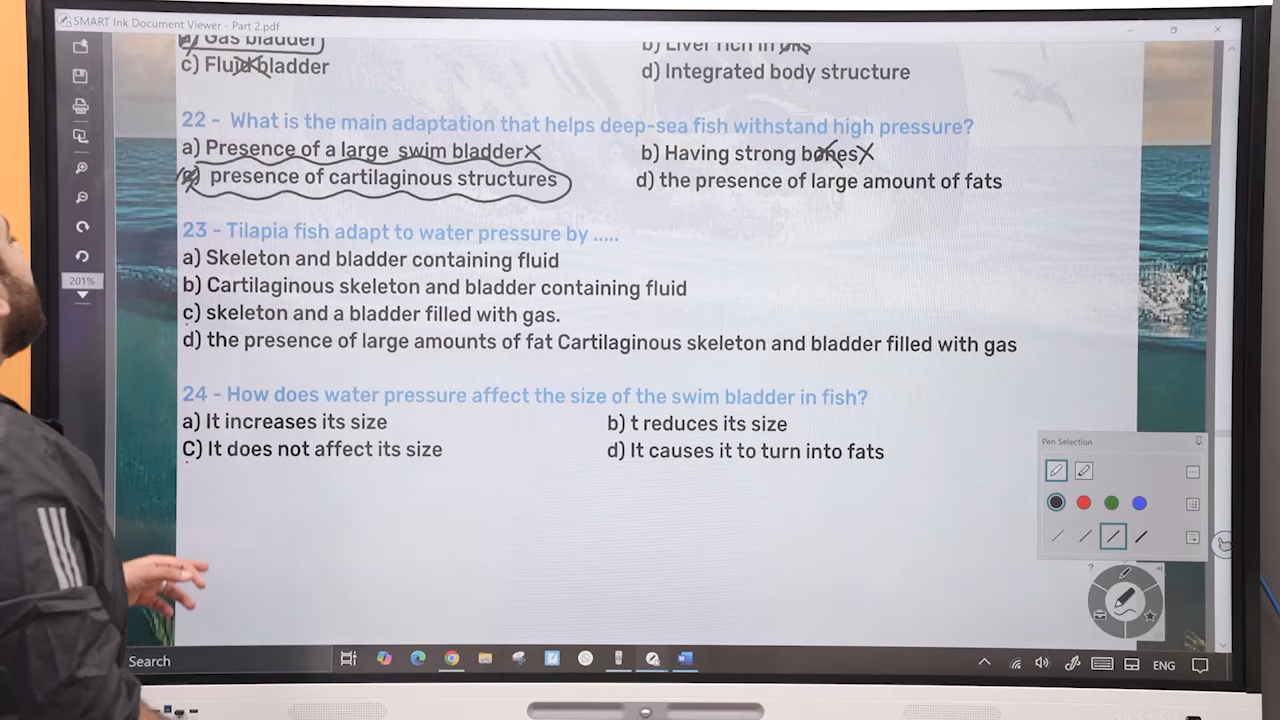 SMART Ink Document Viewer - Part 2.pdf
a) Gas bladder
b) Liver rich in oils
c) Fluid bladder
d) Integrated body structure
22 - What is the main adaptation that helps deep-sea fish withstand high pressure?
a) Presence of a large swim bladder X
b) Having strong bones X
c) presence of cartilaginous structures
d) the presence of large amount of fats
23 - Tilapia fish adapt to water pressure by .....
a) Skeleton and bladder containing fluid
b) Cartilaginous skeleton and bladder containing fluid
c) skeleton and a bladder filled with gas.
d) the presence of large amounts of fat Cartilaginous skeleton and bladder filled with gas
24 - How does water pressure affect the size of the swim bladder in fish?
a) It increases its size
b) t reduces its size
C) It does not affect its size
d) It causes it to turn into fats
201%
Pen Selection
?
Search
ENG